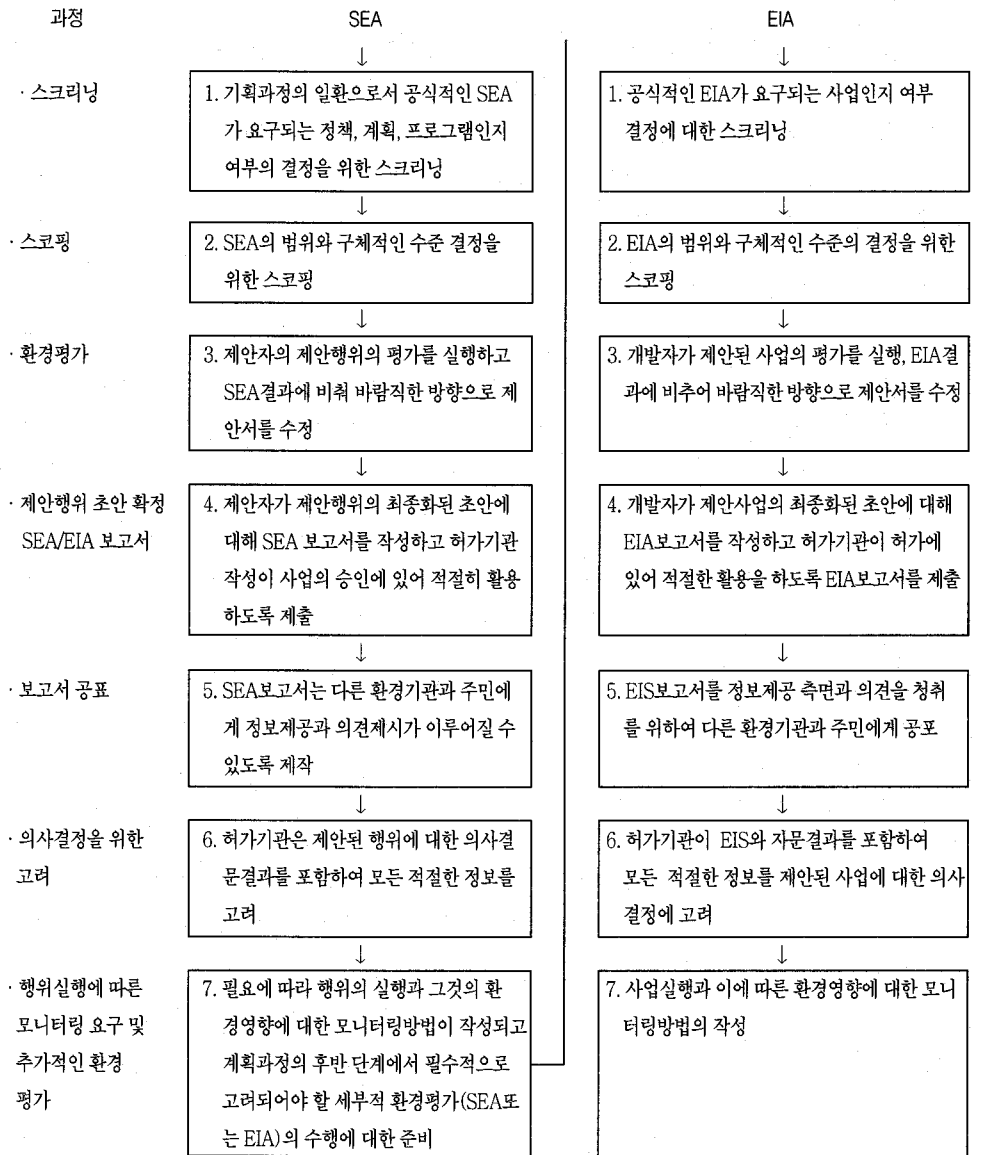 과정
SEA
EIA
↓
↓
· 스크리닝
1. 기획과정의 일환으로서 공식적인 SEA
가 요구되는 정책, 계획, 프로그램인지
여부의 결정을 위한 스크리닝
1. 공식적인 EIA가 요구되는 사업인지 여부
결정에 대한 스크리닝
↓
↓
· 스코핑
2. SEA의 범위와 구체적인 수준 결정을
위한 스코핑
2. EIA의 범위와 구체적인 수준의 결정을 위한
스코핑
↓
↓
· 환경평가
3. 제안자의 제안행위의 평가를 실행하고
SEA결과에 비춰 바람직한 방향으로 제
안서를 수정
3. 개발자가 제안된 사업의 평가를 실행, EIA결
과에 비추어 바람직한 방향으로 제안서를 수정
↓
↓
· 제안행위 초안 확정
SEA/EIA 보고서
4. 제안자가 제안행위의 최종화된 초안에
대해 SEA 보고서를 작성하고 허가기관
작성이 사업의 승인에 있어 적절히 활용
하도록 제출
4. 개발자가 제안사업의 최종화된 초안에 대해
EIA보고서를 작성하고 허가기관이 허가에
있어 적절한 활용을 하도록 EIA보고서를 제출
↓
↓
· 보고서 공표
5. SEA보고서는 다른 환경기관과 주민에
게 정보제공과 의견제시가 이루어질 수
있도록 제작
5. EIS보고서를 정보제공 측면과 의견을 청취
를 위하여 다른 환경기관과 주민에게 공포
↓
↓
· 의사결정을 위한
고려
6. 허가기관은 제안된 행위에 대한 의사결
문결과를 포함하여 모든 적절한 정보를
고려
6. 허가기관이 EIS와 자문결과를 포함하여
모든 적절한 정보를 제안된 사업에 대한 의사
결정에 고려
↓
↓
· 행위실행에 따른
모니터링 요구 및
추가적인 환경
평가
7. 필요에 따라 행위의 실행과 그것의 환
경영향에 대한 모니터링방법이 작성되고
계획과정의 후반 단계에서 필수적으로
고려되어야 할 세부적 환경평가(SEA또
는 EIA)의 수행에 대한 준비
7. 사업실행과 이에 따른 환경영향에 대한 모니
터링방법의 작성